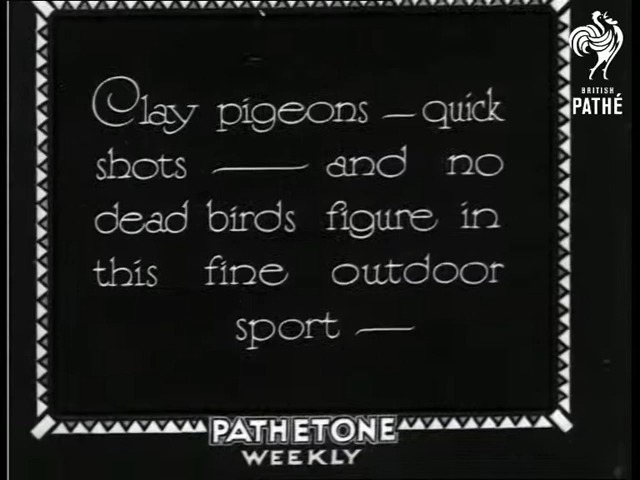 Clay pigeons — quick
shots —— and no
dead birds figure in
this fine outdoor
sport —
PATHETONE
WEEKLY
BRITISH
PATHÉ